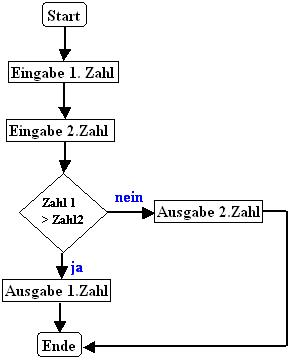 Start
Eingabe 1. Zahl
Eingabe 2.Zahl
Zahl 1
> Zahl2
nein
Ausgabe 2.Zahl
ja
Ausgabe 1.Zahl
Ende